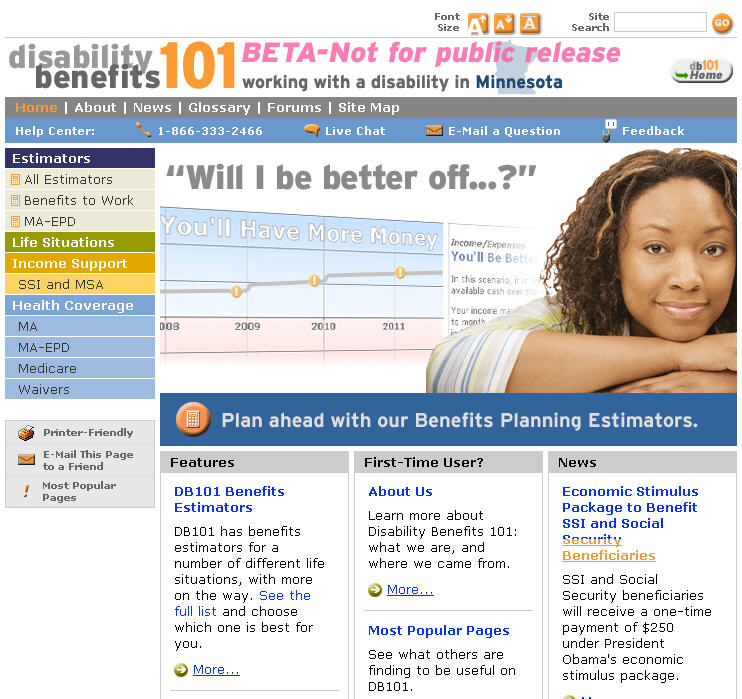 Font Size
Site Search
GO
disability benefits 101
BETA-Not for public release
working with a disability in Minnesota
db101 Home
Home | About | News | Glossary | Forums | Site Map
Help Center: 1-866-333-2466 Live Chat E-Mail a Question Feedback
Estimators
All Estimators
Benefits to Work
MA-EPD
Life Situations
Income Support
SSI and MSA
Health Coverage
MA
MA-EPD
Medicare
Waivers
Printer-Friendly
E-Mail This Page
to a Friend
Most Popular
Pages
“Will I be better off...?”
You'll Have More Money
2009 2010 2011
Income/Expenses
You'll Be Better
In this scenario, it is
available cash over the
Your income may
to month
Plan ahead with our Benefits Planning Estimators.
Features
DB101 Benefits
Estimators
DB101 has benefits
estimators for a
number of different life
situations, with more
on the way. See the
full list and choose
which one is best for
you.
More...
First-Time User?
About Us
Learn more about
Disability Benefits 101:
what we are, and
where we came from.
More...
Most Popular Pages
See what others are
finding to be useful on
DB101.
News
Economic Stimulus
Package to Benefit
SSI and Social
Security
Security
Beneficiaries
SSI and Social
Security beneficiaries
will receive a one-time
payment of $250
under President
Obama's economic
stimulus package.